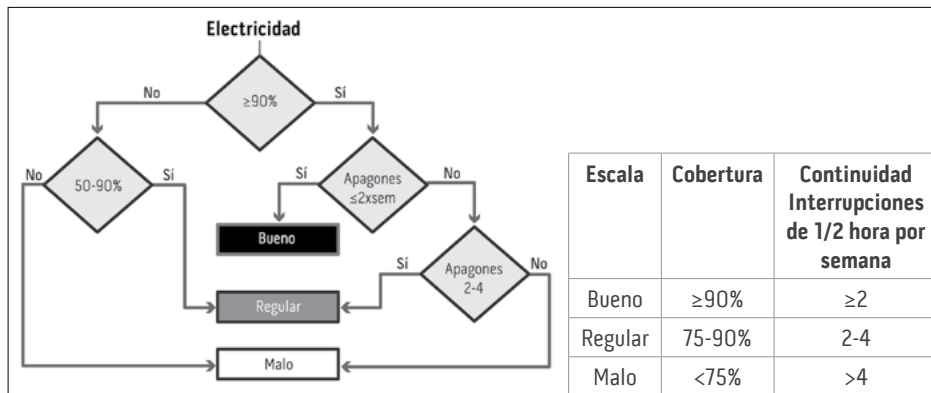 Electricidad
≥90%
No
Sí
50-90%
No
Sí
Apagones
≤2xsem
Sí
No
Bueno
Apagones
2-4
Sí
No
Regular
Malo
Escala Cobertura Continuidad
Interrupciones
de 1/2 hora por
semana
Bueno ≥90% ≥2
Regular 75-90% 2-4
Malo <75% >4